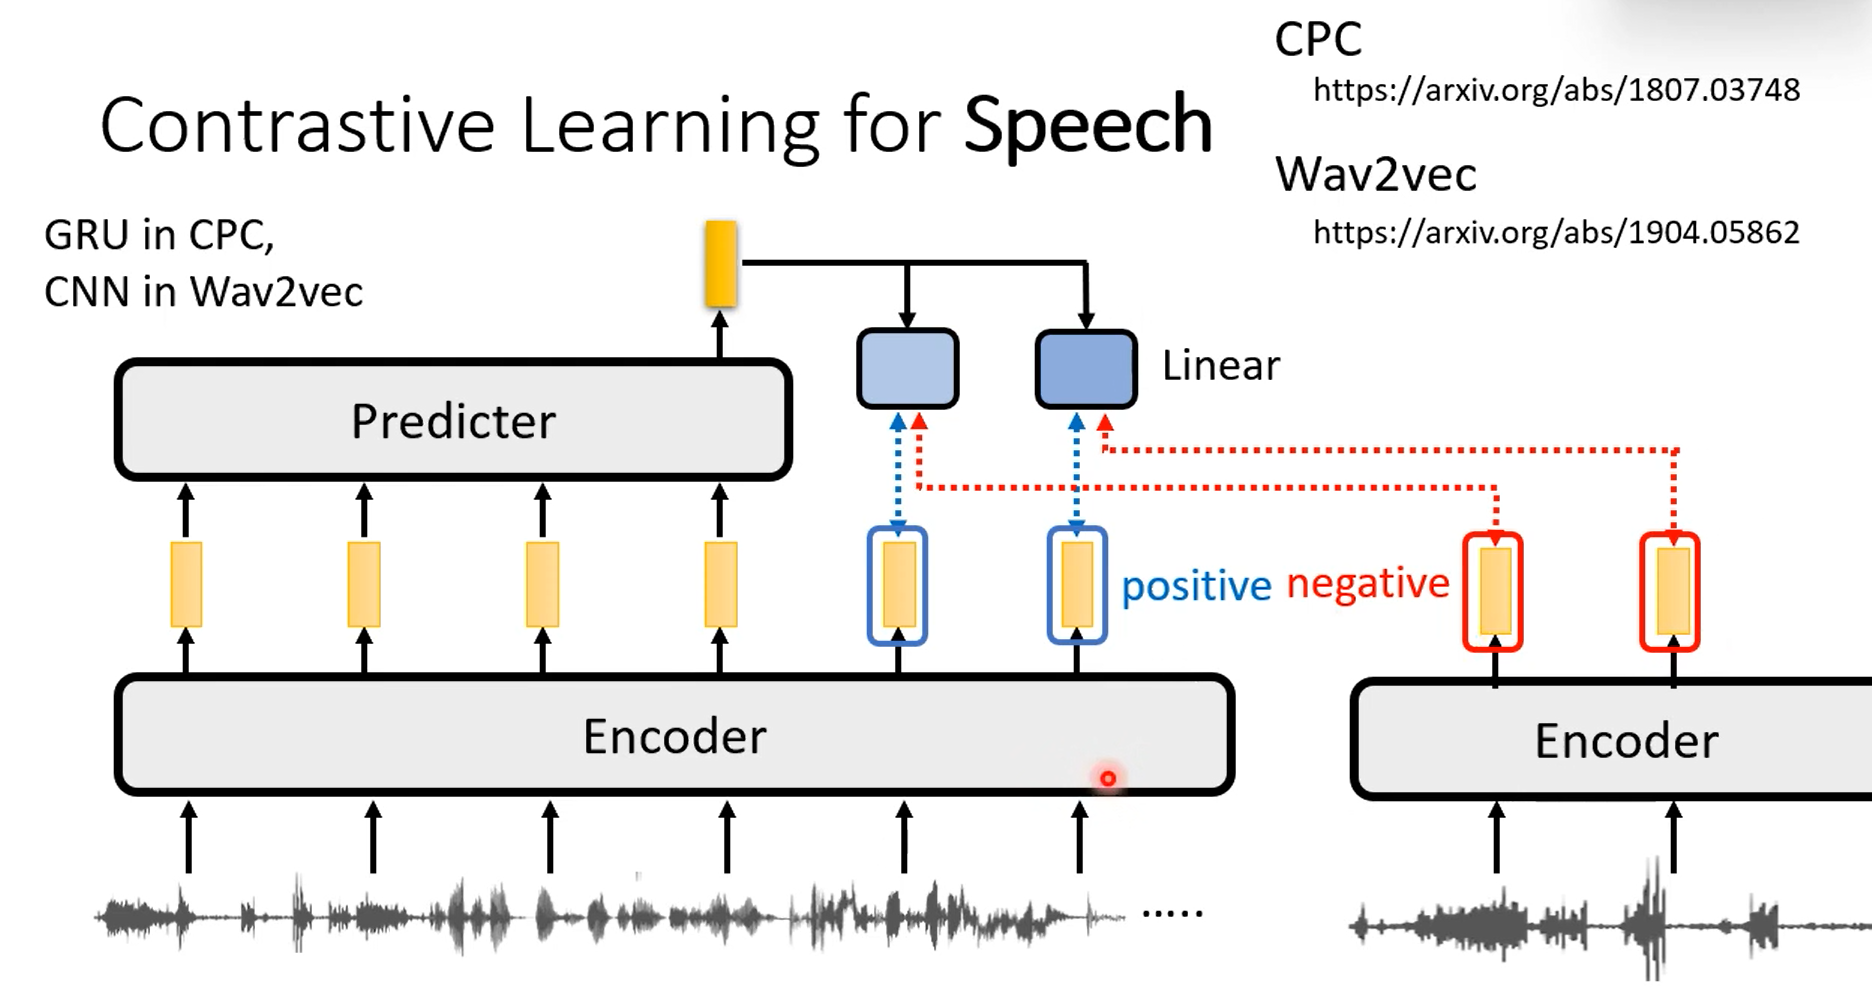 Contrastive Learning for Speech
CPC
https://arxiv.org/abs/1807.03748
Wav2vec
https://arxiv.org/abs/1904.05862
GRU in CPC,
CNN in Wav2vec
Linear
Predicter
positive negative
Encoder
Encoder
.....